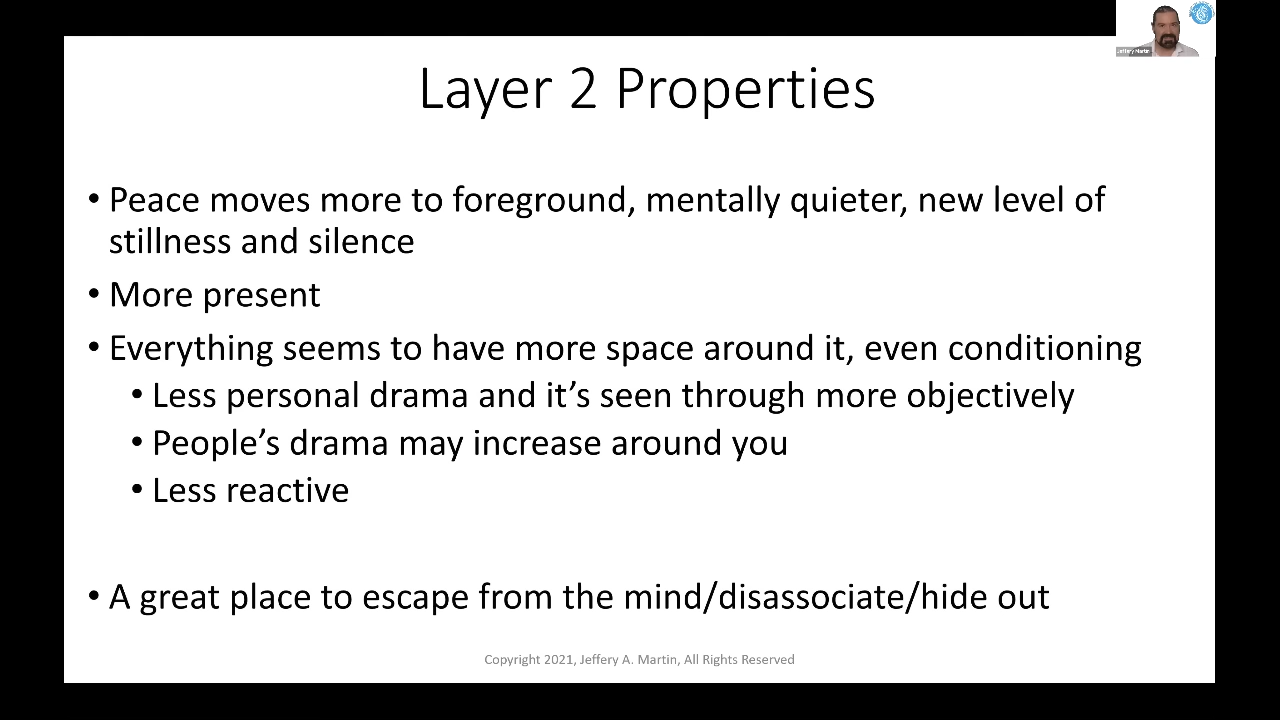 Jeffery Martin
Layer 2 Properties
• Peace moves more to foreground, mentally quieter, new level of
stillness and silence
• More present
• Everything seems to have more space around it, even conditioning
• Less personal drama and it’s seen through more objectively
• People’s drama may increase around you
• Less reactive
• A great place to escape from the mind/disassociate/hide out
Copyright 2021, Jeffery A. Martin, All Rights Reserved